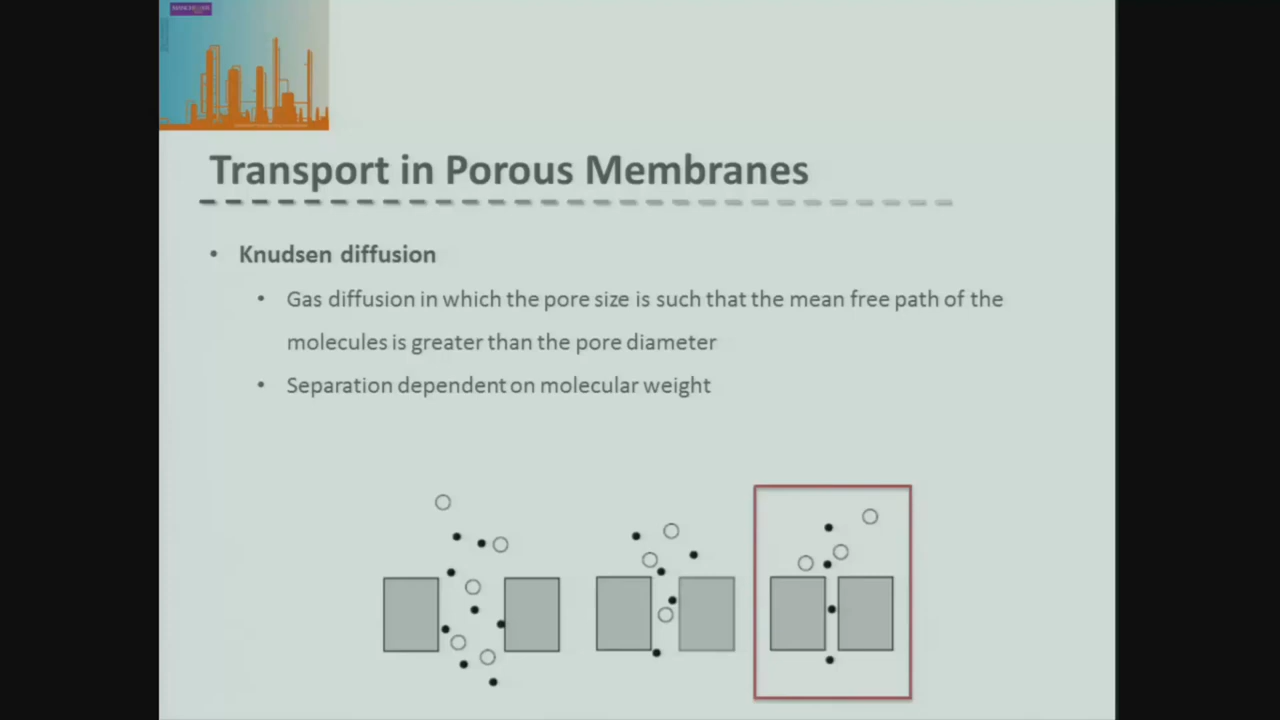 Transport in Porous Membranes
• Knudsen diffusion
• Gas diffusion in which the pore size is such that the mean free path of the
molecules is greater than the pore diameter
• Separation dependent on molecular weight